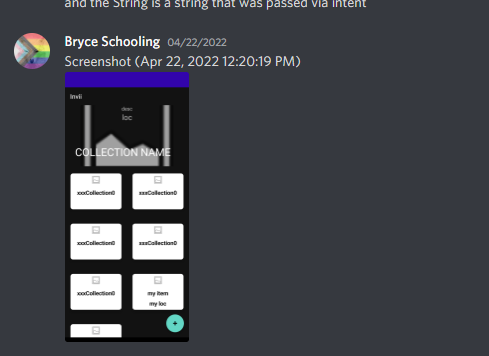 and the String is a string that was passed via intent
Bryce Schooling 04/22/2022
Screenshot (Apr 22, 2022 12:20:19 PM)
Invii
desc
loc
COLLECTION NAME
xxxCollection0 xxxCollection0
xxxCollection0 xxxCollection0
xxxCollection0 my item
my loc
+